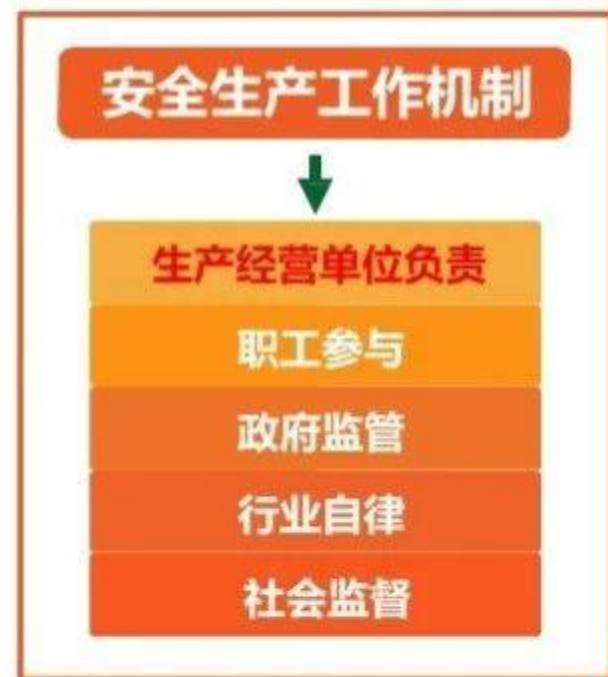 安全生产工作机制
生产经营单位负责
职工参与
政府监管
行业自律
社会监督